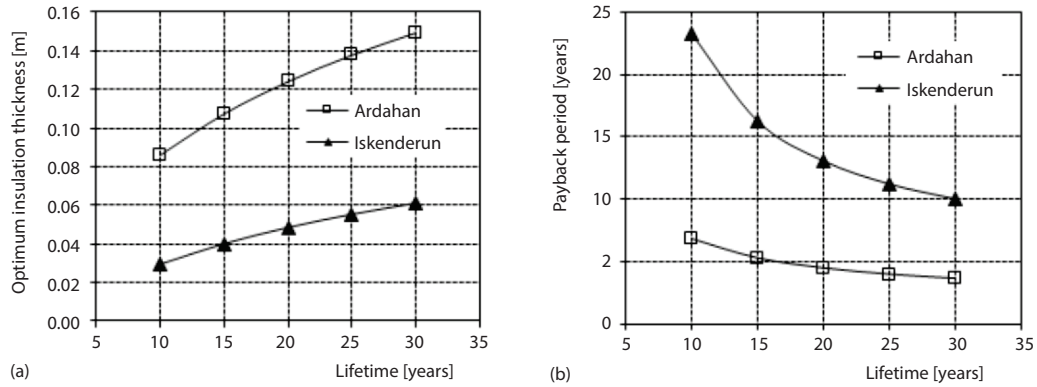 Optimum insulation thickness [m]
0.16
0.14
0.12
0.10
0.08
0.06
0.04
0.02
0.00
Ardahan
Iskenderun
5 10 15 20 25 30 35
(a) Lifetime [years]
Payback period [years]
25
20
15
10
2
0
Ardahan
Iskenderun
5 10 15 20 25 30 35
(b) Lifetime [years]